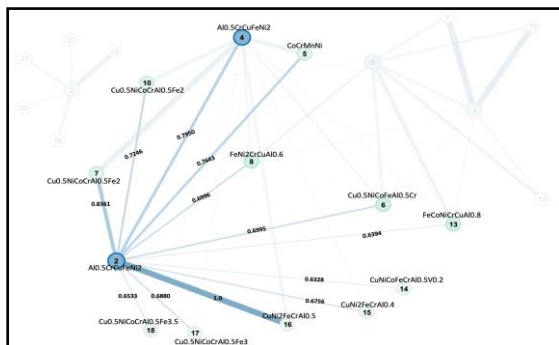 Al0.5CrCuFeNi2
4
CoCrMnNi
5
10
Cu0.5NiCoCrAl0.5Fe2
0.7950
0.7643
0.7246
FeNi2CrCuAl0.6
8
0.6996
7
Cu0.5NiCoCrAl0.5Fe2
0.8361
Cu0.5NiCoFeAl0.5Cr
6
0.6995
FeCoNiCrCuAl0.8
13
0.6394
2
Al0.5CrCuFeNi2
0.6328
CuNiCoFeCrAl0.5V0.2
14
0.6533
0.6880
1.0
0.6756
CuNi2FeCrAl0.4
15
CuNi2FeCrAl0.5
16
Cu0.5NiCoCrAl0.5Fe3.5
18
17
Cu0.5NiCoCrAl0.5Fe3